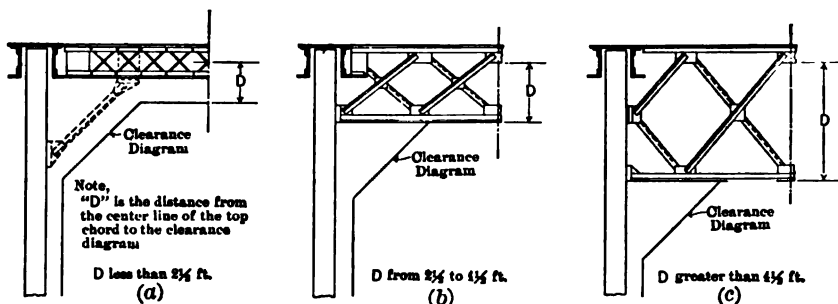 D
Clearance
Diagram
Note,
"D" is the distance from
the center line of the top
chord to the clearance
diagram
D less than 2½ ft.
(a)
D
Clearance
Diagram
D from 2½ to 4½ ft.
(b)
D
Clearance
Diagram
D greater than 4½ ft.
(c)